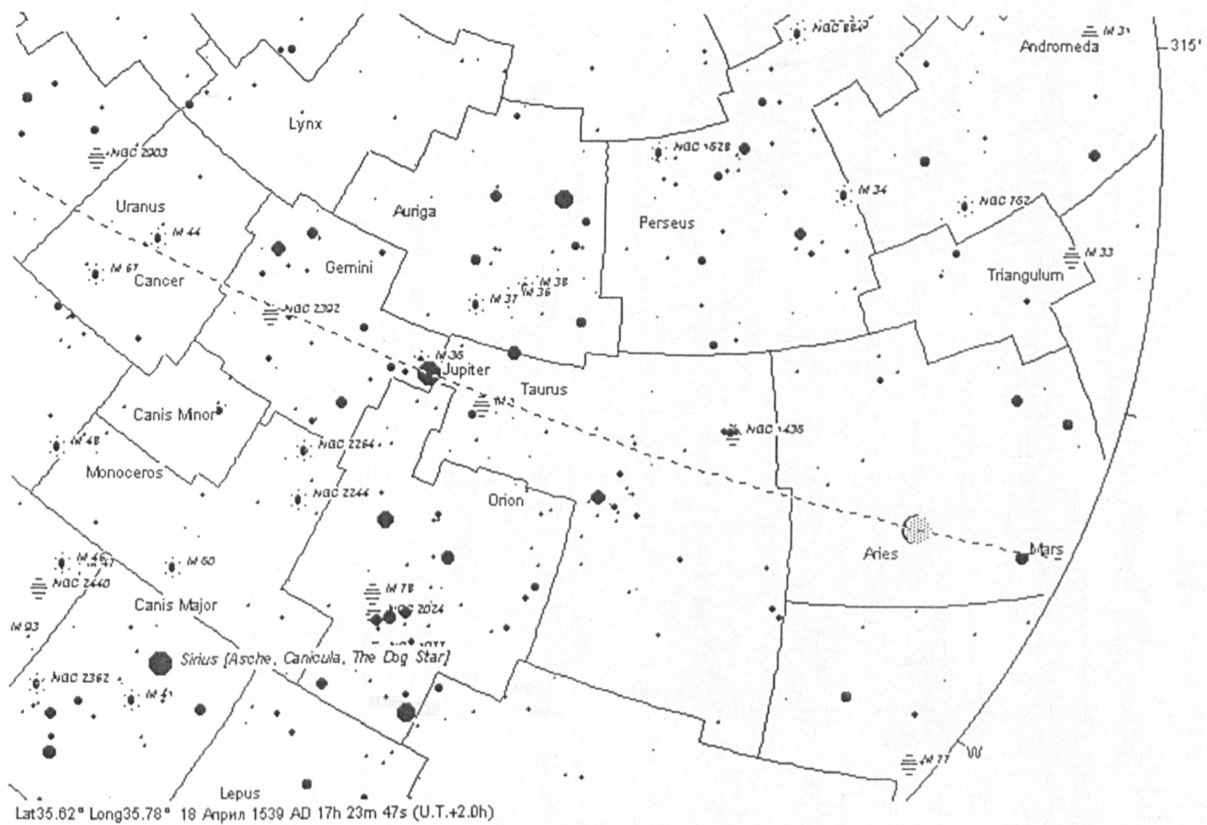 NGC 884
M 31
Andromeda
315°
Lynx
NGC 2903
NGC 1528
M 34
NGC 752
Uranus
M 44
Auriga
Perseus
M 33
Triangulum
M 67
Cancer
Gemini
M 38
M 36
M 37
NGC 2392
M 35
Jupiter
Taurus
Canis Minor
M 48
NGC 2264
NGC 1435
Monoceros
NGC 2244
Orion
Aries
Mars
M 46
M 50
NGC 2440
M 78
Canis Major
NGC 2024
M 93
Sirius [Asche, Canicula, The Dog Star]
NGC 2362
M 41
W
M 77
Lepus
Lat35.62° Long35.78° 18 Април 1539 AD 17h 23m 47s (U.T.+2.0h)